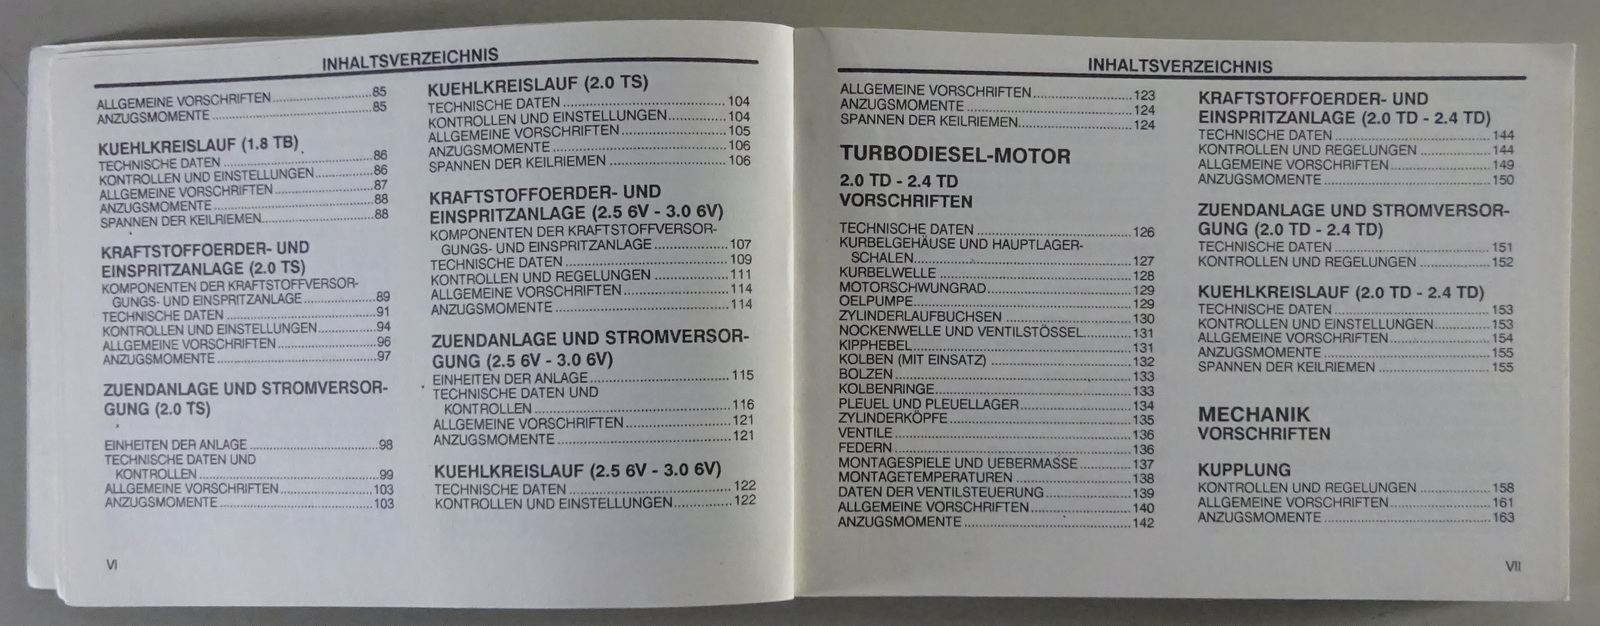 INHALTSVERZEICHNIS
ALLGEMEINE VORSCHRIFTEN 85
ANZUGSMOMENTE 85
KUEHLKREISLAUF (1.8 TB)
TECHNISCHE DATEN 86
KONTROLLEN UND EINSTELLUNGEN 86
ALLGEMEINE VORSCHRIFTEN 87
ANZUGSMOMENTE 88
SPANNEN DER KEILRIEMEN 88
KRAFTSTOFFOERDER- UND
EINSPRITZANLAGE (2.0 TS)
KOMPONENTEN DER KRAFTSTOFFVERSOR-
GUNGS- UND EINSPRITZANLAGE 89
TECHNISCHE DATEN 91
KONTROLLEN UND EINSTELLUNGEN 94
ALLGEMEINE VORSCHRIFTEN 96
ANZUGSMOMENTE 97
ZUENDANLAGE UND STROMVERSOR-
GUNG (2.0 TS)
EINHEITEN DER ANLAGE 98
TECHNISCHE DATEN UND
KONTROLLEN 99
ALLGEMEINE VORSCHRIFTEN 103
ANZUGSMOMENTE 103
KUEHLKREISLAUF (2.0 TS)
TECHNISCHE DATEN 104
KONTROLLEN UND EINSTELLUNGEN 104
ALLGEMEINE VORSCHRIFTEN 105
ANZUGSMOMENTE 106
SPANNEN DER KEILRIEMEN 106
KRAFTSTOFFOERDER- UND
EINSPRITZANLAGE (2.5 6V - 3.0 6V)
KOMPONENTEN DER KRAFTSTOFFVERSOR-
GUNGS- UND EINSPRITZANLAGE 107
TECHNISCHE DATEN 109
KONTROLLEN UND REGELUNGEN 111
ALLGEMEINE VORSCHRIFTEN 114
ANZUGSMOMENTE 114
ZUENDANLAGE UND STROMVERSOR-
GUNG (2.5 6V - 3.0 6V)
EINHEITEN DER ANLAGE 115
TECHNISCHE DATEN UND
KONTROLLEN 116
ALLGEMEINE VORSCHRIFTEN 121
ANZUGSMOMENTE 121
KUEHLKREISLAUF (2.5 6V - 3.0 6V)
TECHNISCHE DATEN 122
KONTROLLEN UND EINSTELLUNGEN 122
VI
INHALTSVERZEICHNIS
ALLGEMEINE VORSCHRIFTEN 123
ANZUGSMOMENTE 124
SPANNEN DER KEILRIEMEN 124
TURBODIESEL-MOTOR
2.0 TD - 2.4 TD
VORSCHRIFTEN
TECHNISCHE DATEN 126
KURBELGEHÄUSE UND HAUPTLAGER-
SCHALEN 127
KURBELWELLE 128
MOTORSCHWUNGRAD 129
OELPUMPE 129
ZYLINDERLAUFBUCHSEN 130
NOCKENWELLE UND VENTILSTÖSSEL 131
KIPPHEBEL 131
KOLBEN (MIT EINSATZ) 132
BOLZEN 133
KOLBENRINGE 133
PLEUEL UND PLEUELLAGER 134
ZYLINDERKÖPFE 135
VENTILE 136
FEDERN 136
MONTAGESPIELE UND UEBERMASSE 137
MONTAGETEMPERATUREN 138
DATEN DER VENTILSTEUERUNG 139
ALLGEMEINE VORSCHRIFTEN 140
ANZUGSMOMENTE 142
KRAFTSTOFFOERDER- UND
EINSPRITZANLAGE (2.0 TD - 2.4 TD)
TECHNISCHE DATEN 144
KONTROLLEN UND REGELUNGEN 144
ALLGEMEINE VORSCHRIFTEN 149
ANZUGSMOMENTE 150
ZUENDANLAGE UND STROMVERSOR-
GUNG (2.0 TD - 2.4 TD)
TECHNISCHE DATEN 151
KONTROLLEN UND REGELUNGEN 152
KUEHLKREISLAUF (2.0 TD - 2.4 TD)
TECHNISCHE DATEN 153
KONTROLLEN UND EINSTELLUNGEN 153
ALLGEMEINE VORSCHRIFTEN 154
ANZUGSMOMENTE 155
SPANNEN DER KEILRIEMEN 155
MECHANIK
VORSCHRIFTEN
KUPPLUNG
KONTROLLEN UND REGELUNGEN 158
ALLGEMEINE VORSCHRIFTEN 161
ANZUGSMOMENTE 163
VII